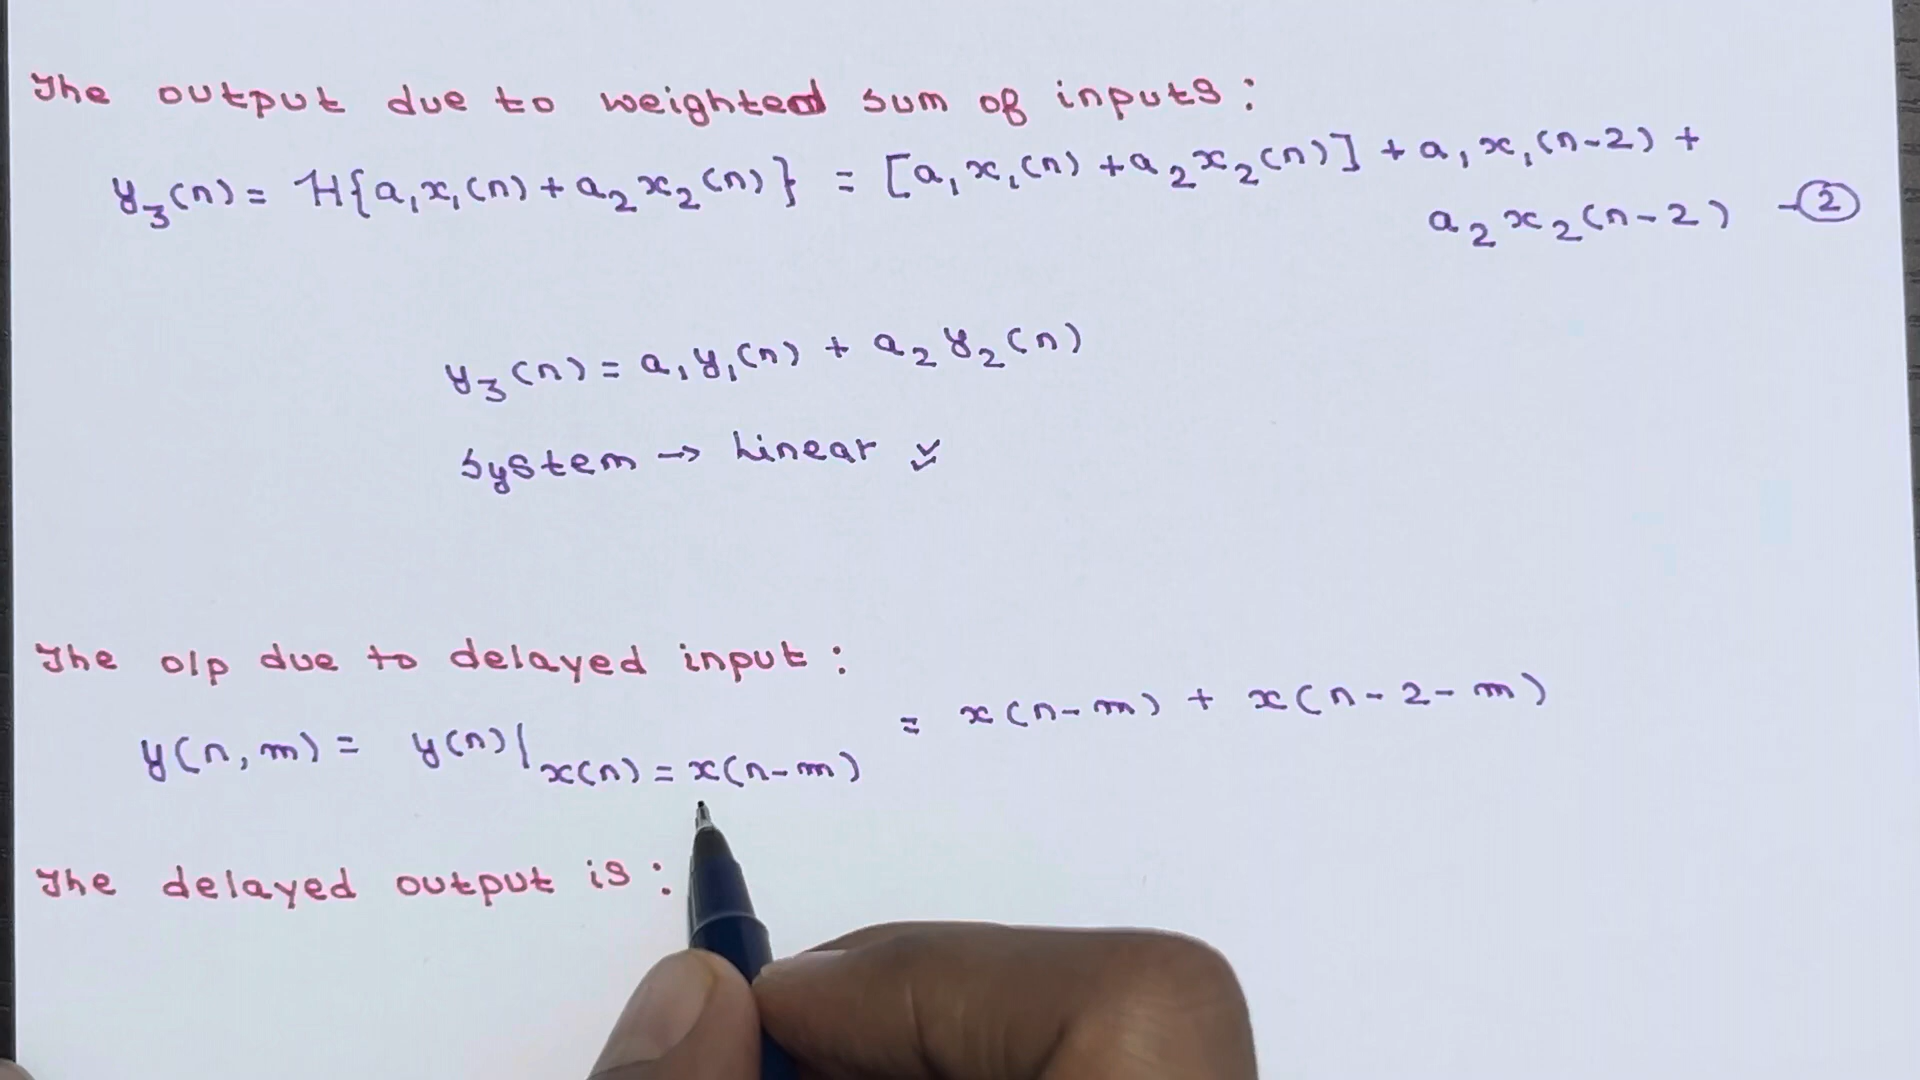 The output due to weighted sum of inputs :
y₃(n) = H{a₁x₁(n) + a₂x₂(n)} = [a₁x₁(n) + a₂x₂(n)] + a₁x₁(n-2) +
a₂x₂(n-2) -②
y₃(n) = a₁y₁(n) + a₂y₂(n)
System → Linear ✓
The o/p due to delayed input :
y(n,m) = y(n)|x(n) = x(n-m) = x(n-m) + x(n-2-m)
The delayed output is :